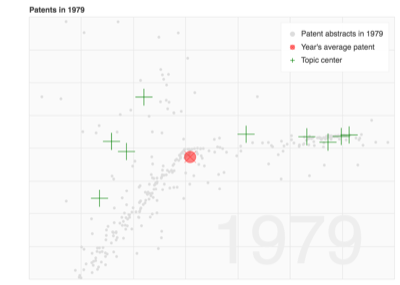 Patents in 1979
Patent abstracts in 1979
Year's average patent
Topic center
1979